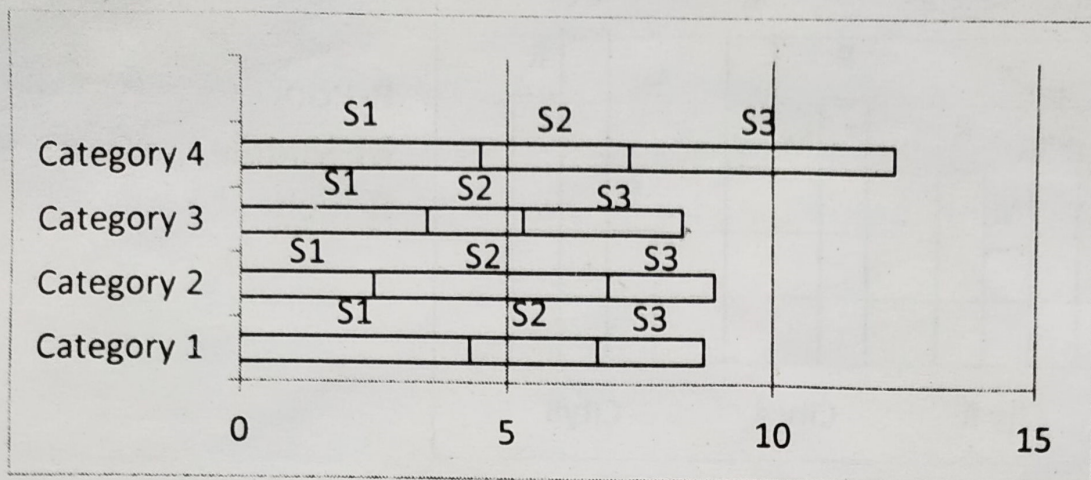 S1 S2 S3
Category 4
S1 S2 S3
Category 3
S1 S2 S3
Category 2
S1 S2 S3
Category 1
0 5 10 15